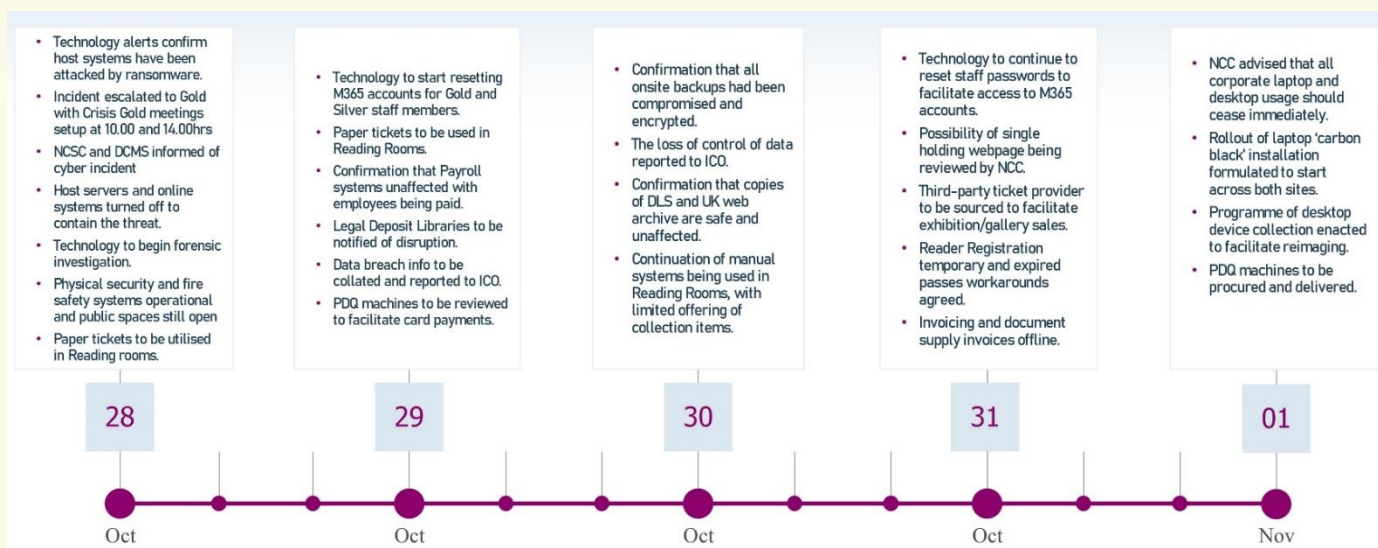 • Technology alerts confirm
host systems have been
attacked by ransomware.
• Incident escalated to Gold
with Crisis Gold meetings
setup at 10.00 and 14.00hrs
• NCSC and DCMS informed of
cyber incident
• Host servers and online
systems turned off to
contain the threat.
• Technology to begin forensic
investigation.
• Physical security and fire
safety systems operational
and public spaces still open
• Paper tickets to be utilised
in Reading rooms.
28
Oct
• Technology to start resetting
M365 accounts for Gold and
Silver staff members.
• Paper tickets to be used in
Reading Rooms.
• Confirmation that Payroll
systems unaffected with
employees being paid.
• Legal Deposit Libraries to be
notified of disruption.
• Data breach info to be
collated and reported to ICO.
• PDQ machines to be reviewed
to facilitate card payments.
29
Oct
• Confirmation that all
onsite backups had been
compromised and
encrypted.
• The loss of control of data
reported to ICO.
• Confirmation that copies
of DLS and UK web
archive are safe and
unaffected.
• Continuation of manual
systems being used in
Reading Rooms, with
limited offering of
collection items.
30
Oct
• Technology to continue to
reset staff passwords to
facilitate access to M365
accounts.
• Possibility of single
holding webpage being
reviewed by NCC.
• Third-party ticket provider
to be sourced to facilitate
exhibition/gallery sales.
• Reader Registration
temporary and expired
passes workarounds
agreed.
• Invoicing and document
supply invoices offline.
31
Oct
• NCC advised that all
corporate laptop and
desktop usage should
cease immediately.
• Rollout of laptop ‘carbon
black’ installation
formulated to start
across both sites.
• Programme of desktop
device collection enacted
to facilitate reimaging.
• PDQ machines to be
procured and delivered.
01
Nov